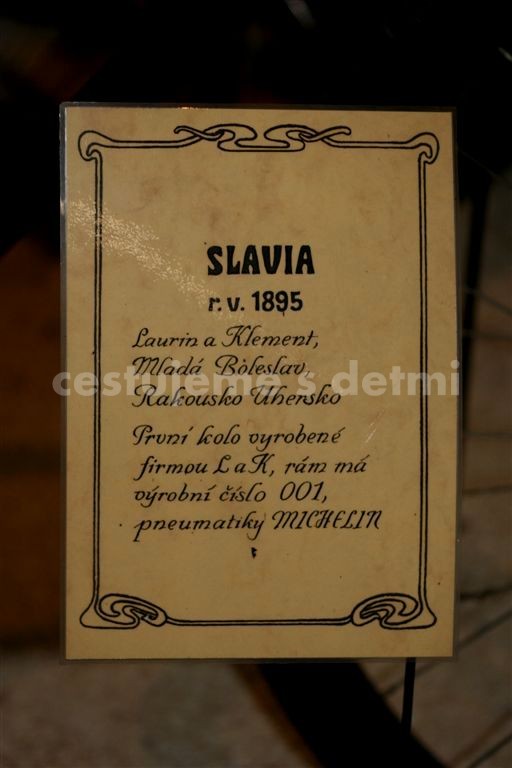 SLAVIA
r.v. 1895
Laurin a Klement,
Mladá Boleslav,
cestujeme s detmi
Rakousko Uhersko
První kolo vyrobené
firmou L a K, rám má
výrobní číslo 001,
pneumatiky MICHELIN